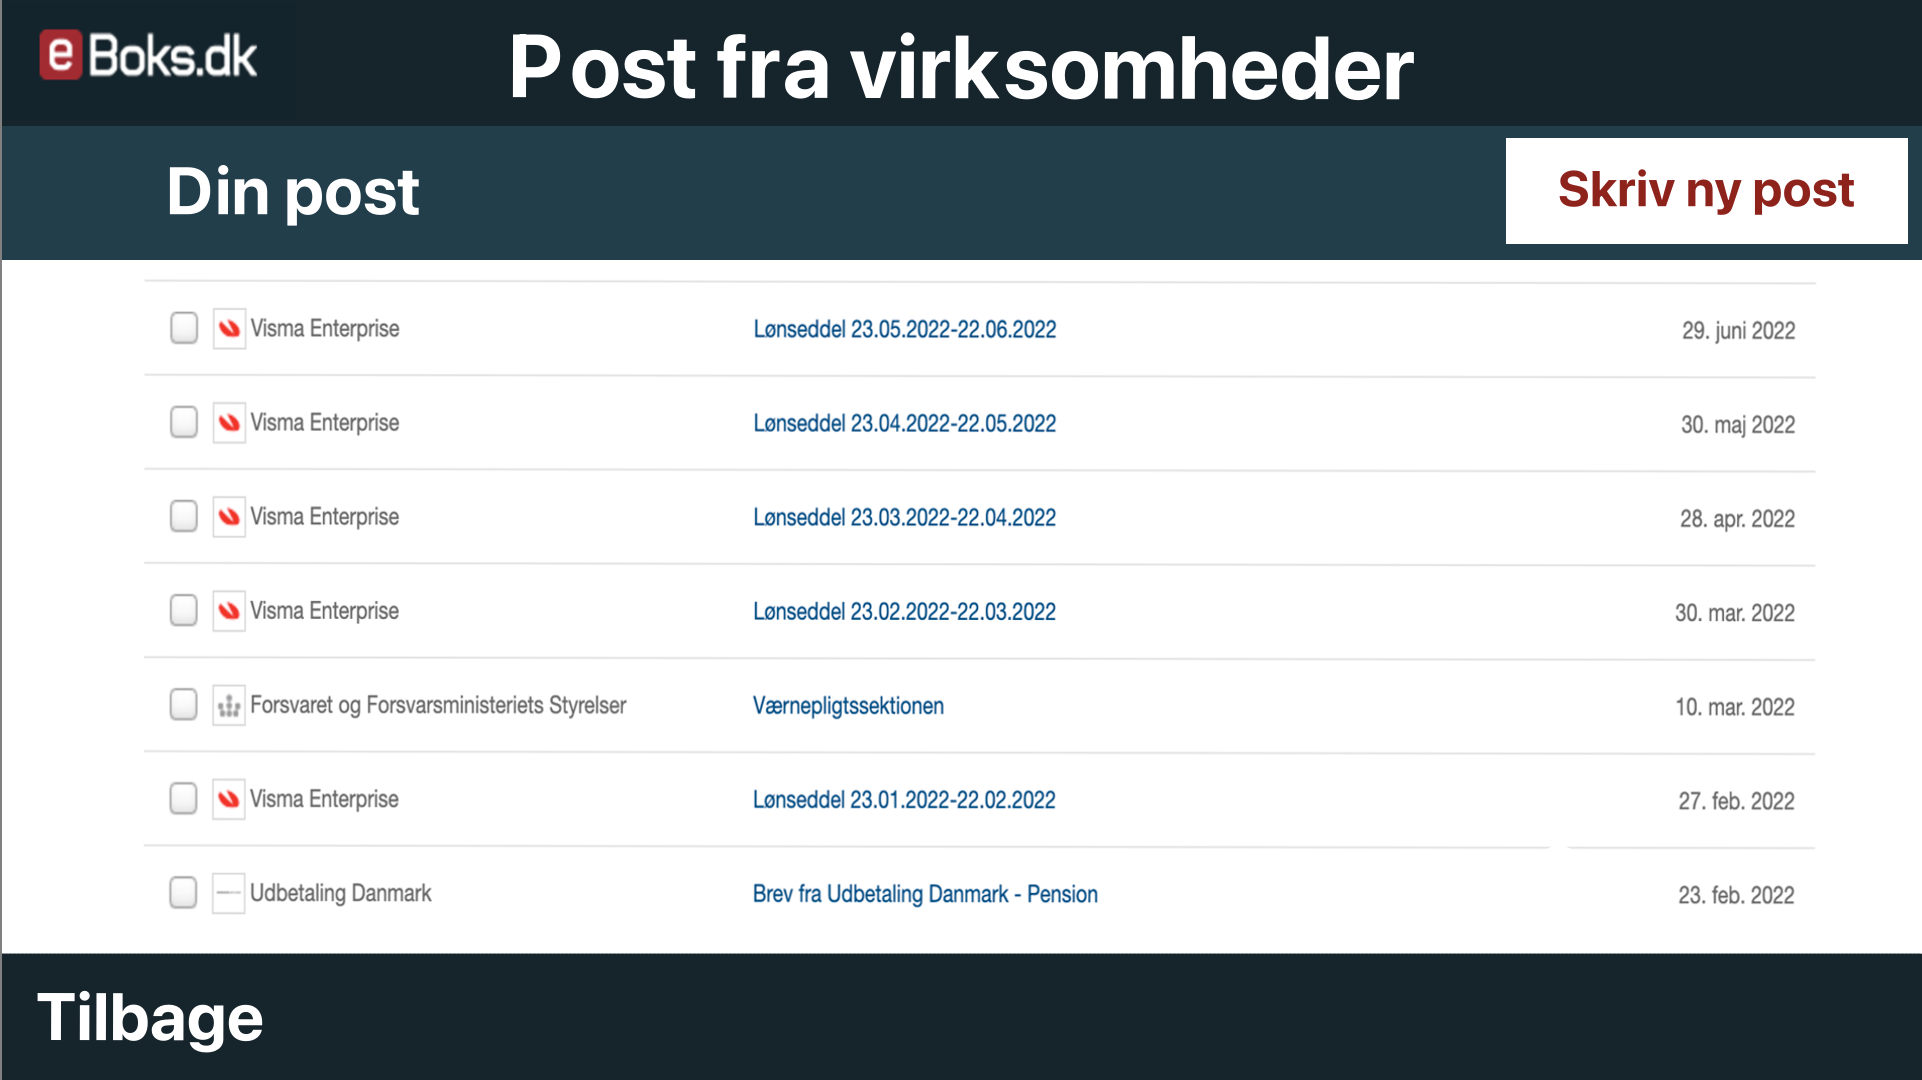 eBoks.dk
Post fra virksomheder
Din post
Skriv ny post
Visma Enterprise Lønseddel 23.05.2022-22.06.2022 29. juni 2022
Visma Enterprise Lønseddel 23.04.2022-22.05.2022 30. maj 2022
Visma Enterprise Lønseddel 23.03.2022-22.04.2022 28. apr. 2022
Visma Enterprise Lønseddel 23.02.2022-22.03.2022 30. mar. 2022
Forsvaret og Forsvarsministeriets Styrelser Værnepligtssektionen 10. mar. 2022
Visma Enterprise Lønseddel 23.01.2022-22.02.2022 27. feb. 2022
Udbetaling Danmark Brev fra Udbetaling Danmark - Pension 23. feb. 2022
Tilbage